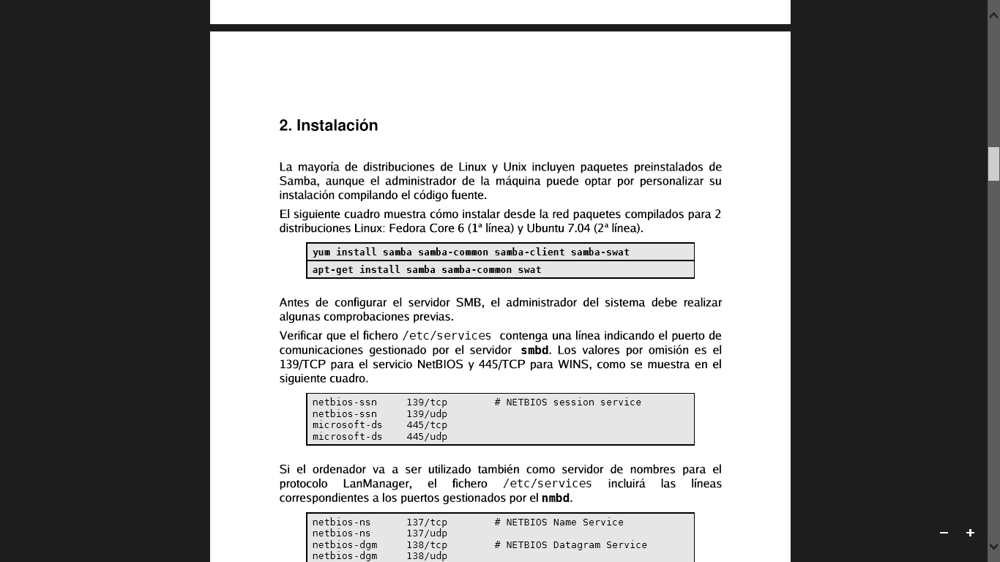 2. Instalación
La mayoría de distribuciones de Linux y Unix incluyen paquetes preinstalados de
Samba, aunque el administrador de la máquina puede optar por personalizar su
instalación compilando el código fuente.
El siguiente cuadro muestra cómo instalar desde la red paquetes compilados para 2
distribuciones Linux: Fedora Core 6 (1ª línea) y Ubuntu 7.04 (2ª línea).
yum install samba samba-common samba-client samba-swat
apt-get install samba samba-common swat
Antes de configurar el servidor SMB, el administrador del sistema debe realizar
algunas comprobaciones previas.
Verificar que el fichero /etc/services contenga una línea indicando el puerto de
comunicaciones gestionado por el servidor smbd. Los valores por omisión es el
139/TCP para el servicio NetBIOS y 445/TCP para WINS, como se muestra en el
siguiente cuadro.
netbios-ssn 139/tcp # NETBIOS session service
netbios-ssn 139/udp
microsoft-ds 445/tcp
microsoft-ds 445/udp
Si el ordenador va a ser utilizado también como servidor de nombres para el
protocolo LanManager, el fichero /etc/services incluirá las líneas
correspondientes a los puertos gestionados por el nmbd.
netbios-ns 137/tcp # NETBIOS Name Service
netbios-ns 137/udp
netbios-dgm 138/tcp # NETBIOS Datagram Service
netbios-dgm 138/udp